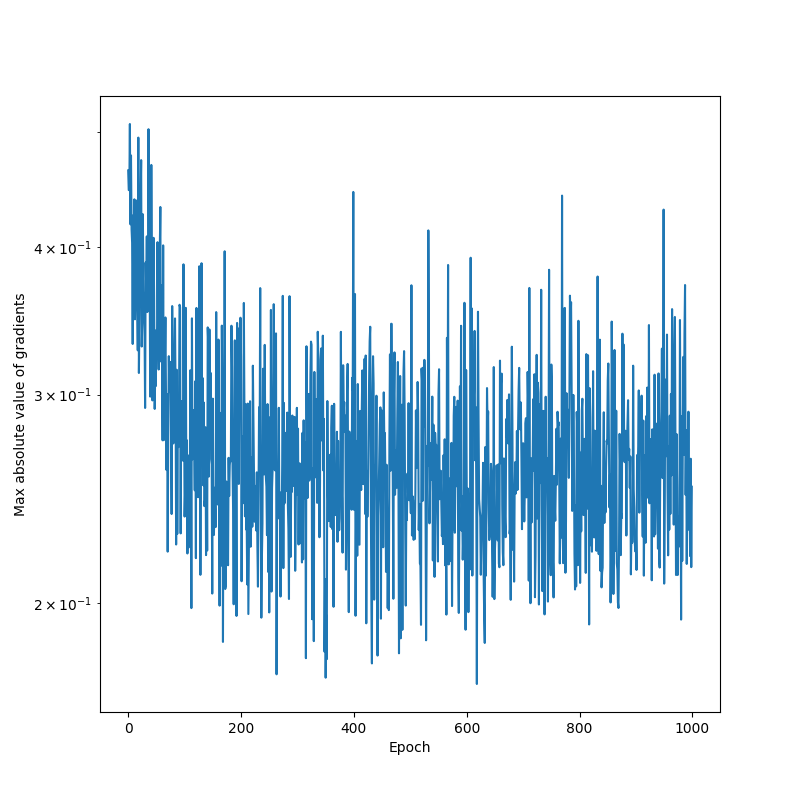 Max absolute value of gradients
4 × 10⁻¹
3 × 10⁻¹
2 × 10⁻¹
0 200 400 600 800 1000
Epoch